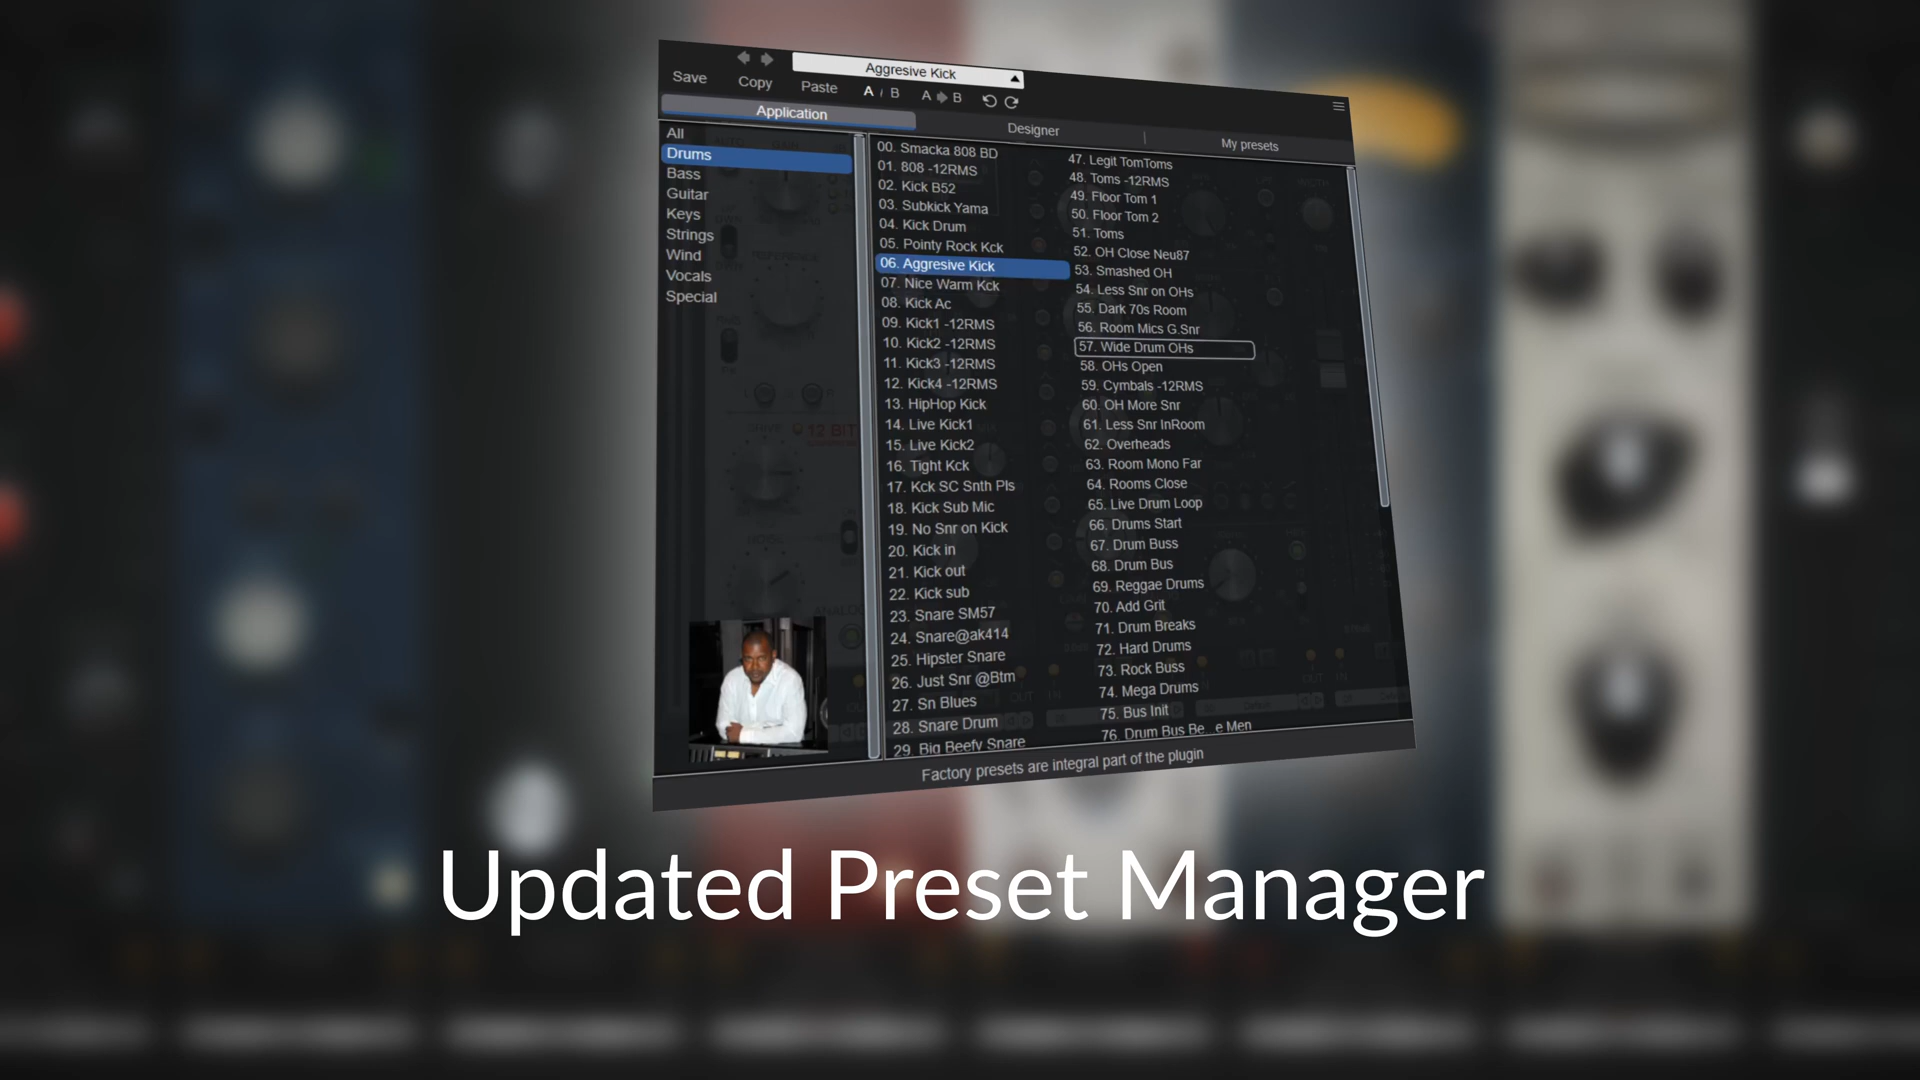 Aggresive Kick
Save
Copy
Paste
A / B
A B
Application
Designer
My presets
All
Drums
Bass
Guitar
Keys
Strings
Wind
Vocals
Special
00. Smacka 808 BD
01. 808 -12RMS
02. Kick B52
03. Subkick Yama
04. Kick Drum
05. Pointy Rock Kck
06. Aggresive Kick
07. Nice Warm Kck
08. Kick Ac
09. Kick1 -12RMS
10. Kick2 -12RMS
11. Kick3 -12RMS
12. Kick4 -12RMS
13. HipHop Kick
14. Live Kick1
15. Live Kick2
16. Tight Kck
17. Kck SC Snth Pls
18. Kick Sub Mic
19. No Snr on Kick
20. Kick in
21. Kick out
22. Kick sub
23. Snare SM57
24. Snare@ak414
25. Hipster Snare
26. Just Snr @Btm
27. Sn Blues
28. Snare Drum
29. Big Beefy Snare
47. Legit TomToms
48. Toms -12RMS
49. Floor Tom 1
50. Floor Tom 2
51. Toms
52. OH Close Neu87
53. Smashed OH
54. Less Snr on OHs
55. Dark 70s Room
56. Room Mics G.Snr
57. Wide Drum OHs
58. OHs Open
59. Cymbals -12RMS
60. OH More Snr
61. Less Snr InRoom
62. Overheads
63. Room Mono Far
64. Rooms Close
65. Live Drum Loop
66. Drums Start
67. Drum Buss
68. Drum Bus
69. Reggae Drums
70. Add Grit
71. Drum Breaks
72. Hard Drums
73. Rock Buss
74. Mega Drums
75. Bus Init
76. Drum Bus Be...e Men
12 BIT
Factory presets are integral part of the plugin
Updated Preset Manager